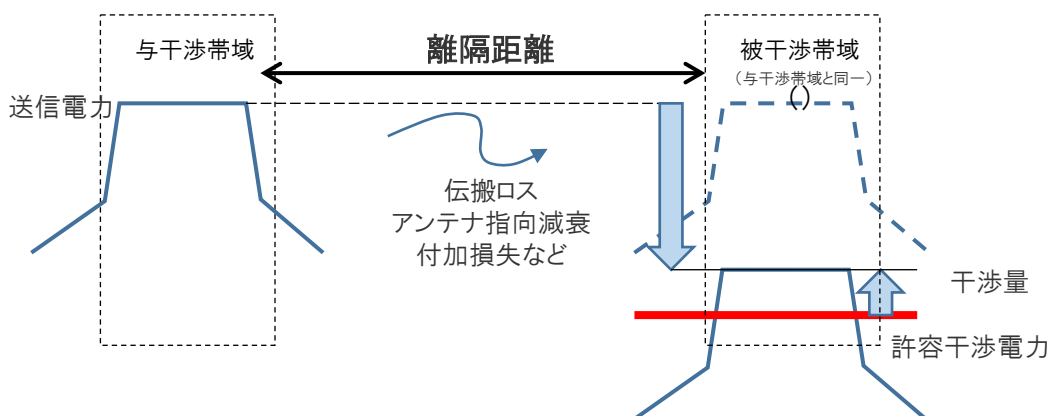 与干渉帯域
離隔距離
被干渉帯域
（与干渉帯域と同一）
()
送信電力
伝搬ロス
アンテナ指向減衰
付加損失など
干渉量
許容干渉電力